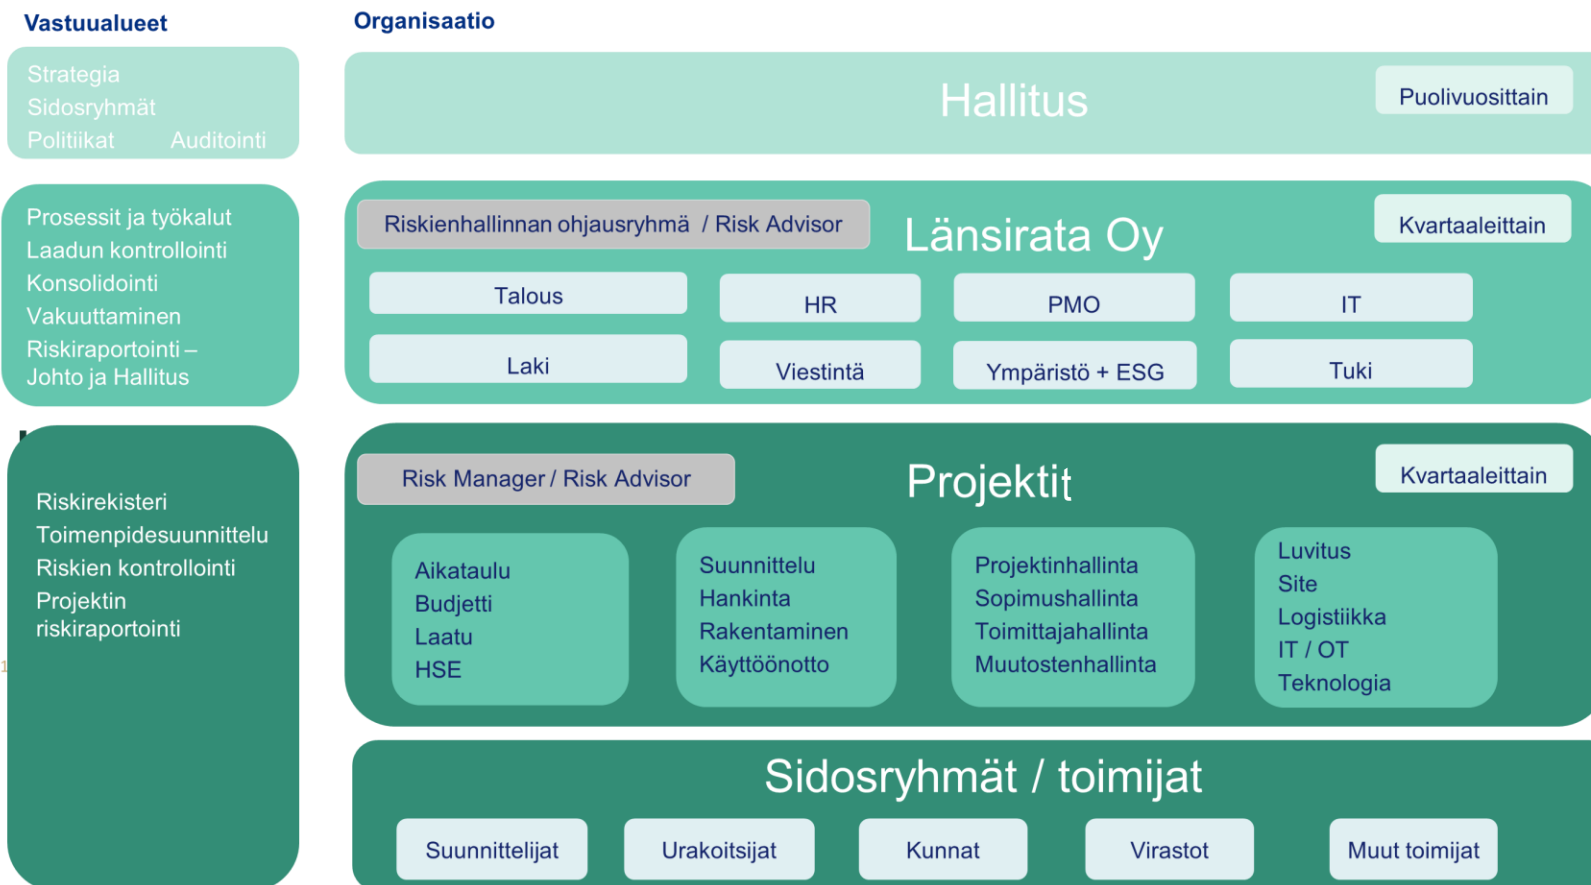 Vastuualueet
Organisaatio
Strategia
Sidosryhmät
Politiikat Auditointi
Hallitus
Puolivuosittain
Prosessit ja työkalut
Laadun kontrollointi
Konsolidointi
Vakuuttaminen
Riskiraportointi –
Johto ja Hallitus
Riskienhallinnan ohjausryhmä / Risk Advisor
Länsirata Oy
Kvartaaleittain
Talous
HR
PMO
IT
Laki
Viestintä
Ympäristö + ESG
Tuki
Riskirekisteri
Toimenpidesuunnittelu
Riskien kontrollointi
Projektin
riskiraportointi
1
Risk Manager / Risk Advisor
Projektit
Kvartaaleittain
Aikataulu
Budjetti
Laatu
HSE
Suunnittelu
Hankinta
Rakentaminen
Käyttöönotto
Projektinhallinta
Sopimushallinta
Toimittajahallinta
Muutostenhallinta
Luvitus
Site
Logistiikka
IT / OT
Teknologia
Sidosryhmät / toimijat
Suunnittelijat
Urakoitsijat
Kunnat
Virastot
Muut toimijat